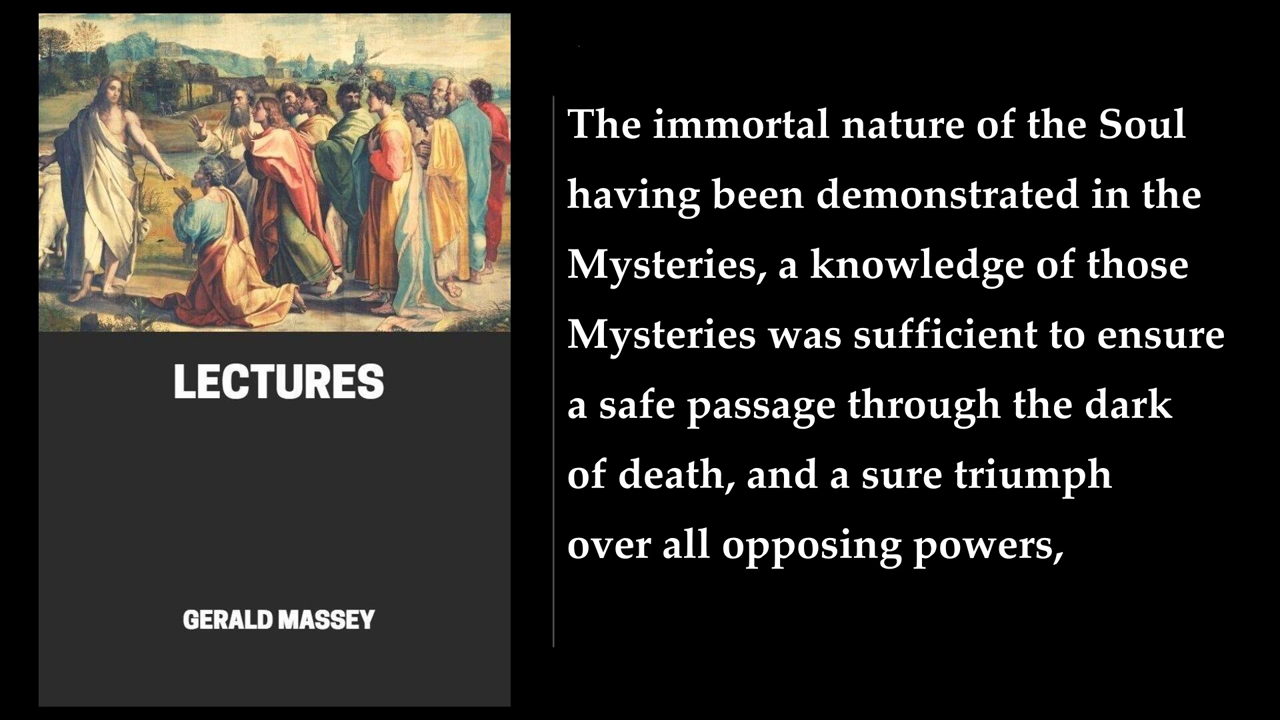 LECTURES
GERALD MASSEY
The immortal nature of the Soul
having been demonstrated in the
Mysteries, a knowledge of those
Mysteries was sufficient to ensure
a safe passage through the dark
of death, and a sure triumph
over all opposing powers,